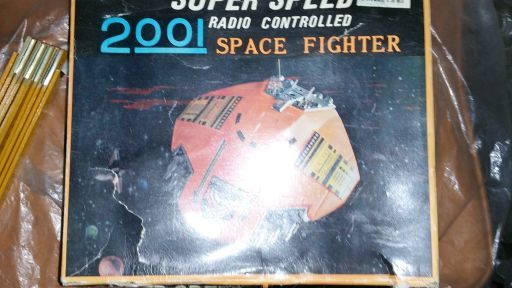 SUPER SPEED
RADIO CONTROLLED
2001 SPACE FIGHTER